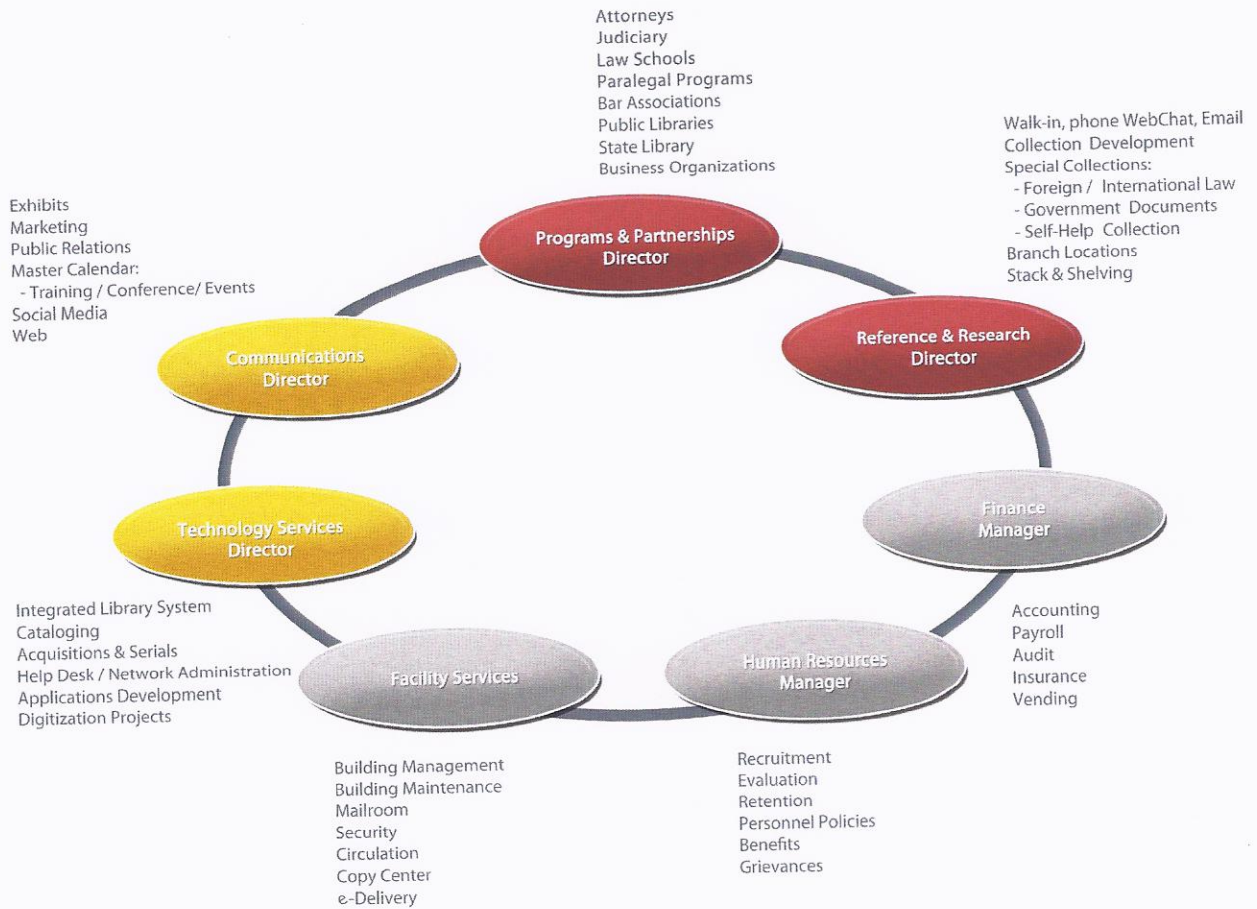 Attorneys
Judiciary
Law Schools
Paralegal Programs
Bar Associations
Public Libraries
State Library
Business Organizations
Programs & Partnerships
Director
Walk-in, phone WebChat, Email
Collection Development
Special Collections:
- Foreign / International Law
- Government Documents
- Self-Help Collection
Branch Locations
Stack & Shelving
Reference & Research
Director
Finance
Manager
Accounting
Payroll
Audit
Insurance
Vending
Human Resources
Manager
Recruitment
Evaluation
Retention
Personnel Policies
Benefits
Grievances
Facility Services
Building Management
Building Maintenance
Mailroom
Security
Circulation
Copy Center
e-Delivery
Technology Services
Director
Integrated Library System
Cataloging
Acquisitions & Serials
Help Desk / Network Administration
Applications Development
Digitization Projects
Exhibits
Marketing
Public Relations
Master Calendar:
- Training / Conference/ Events
Social Media
Web
Communications
Director